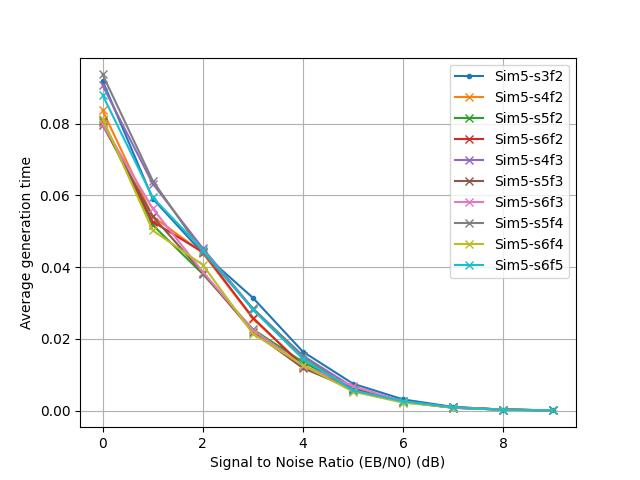 Sim5-s3f2
Sim5-s4f2
Sim5-s5f2
Sim5-s6f2
Sim5-s4f3
Sim5-s5f3
Sim5-s6f3
Sim5-s5f4
Sim5-s6f4
Sim5-s6f5
0.08
0.06
0.04
0.02
0.00
Average generation time
0 2 4 6 8
Signal to Noise Ratio (EB/N0) (dB)